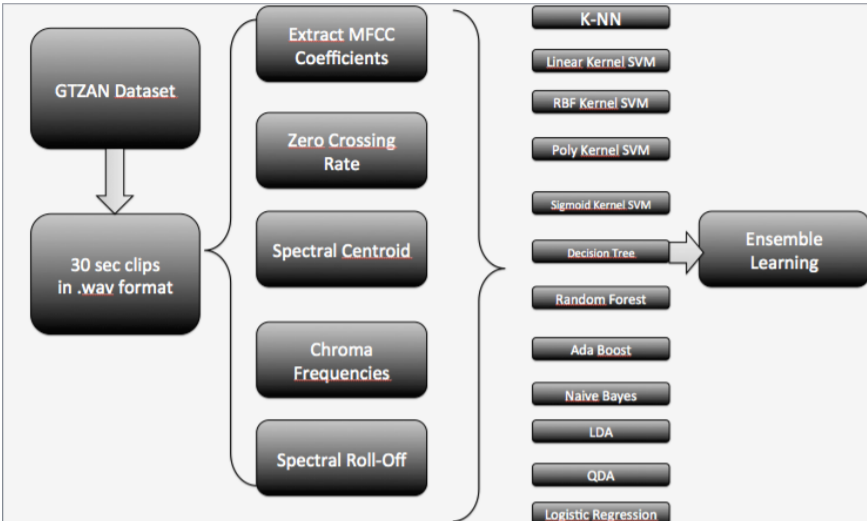 GTZAN Dataset
30 sec clips
in .wav format
Extract MFCC
Coefficients
Zero Crossing
Rate
Spectral Centroid
Chroma
Frequencies
Spectral Roll-Off
K-NN
Linear Kernel SVM
RBF Kernel SVM
Poly Kernel SVM
Sigmoid Kernel SVM
Decision Tree
Random Forest
Ada Boost
Naive Bayes
LDA
QDA
Logistic Regression
Ensemble
Learning